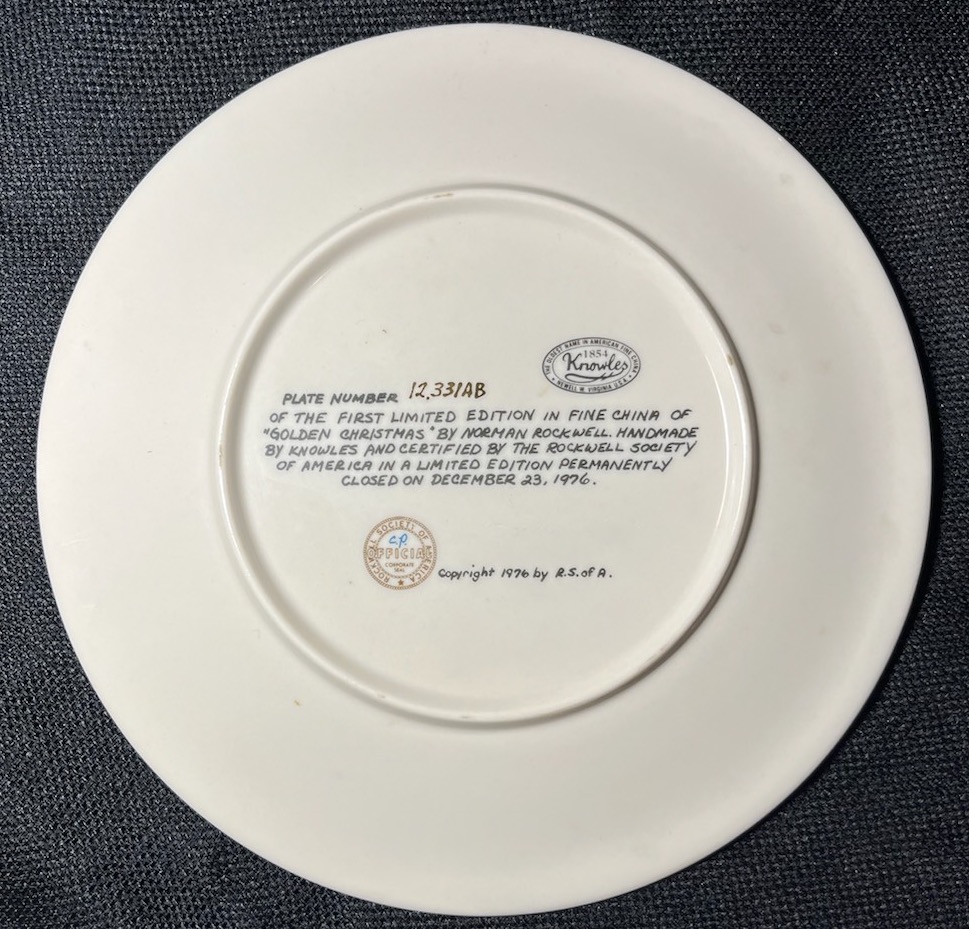 THE OLDEST NAME IN AMERICAN FINE CHINA
1854
Knowles
NEWELL W. VIRGINIA U.S.A.
PLATE NUMBER 12,331AB
OF THE FIRST LIMITED EDITION IN FINE CHINA OF
"GOLDEN CHRISTMAS" BY NORMAN ROCKWELL. HANDMADE
BY KNOWLES AND CERTIFIED BY THE ROCKWELL SOCIETY
OF AMERICA IN A LIMITED EDITION PERMANENTLY
CLOSED ON DECEMBER 23, 1976.
ROCKWELL SOCIETY OF AMERICA
C.P.
OFFICIAL
CORPORATE
SEAL
Copyright 1976 by R.S. of A.